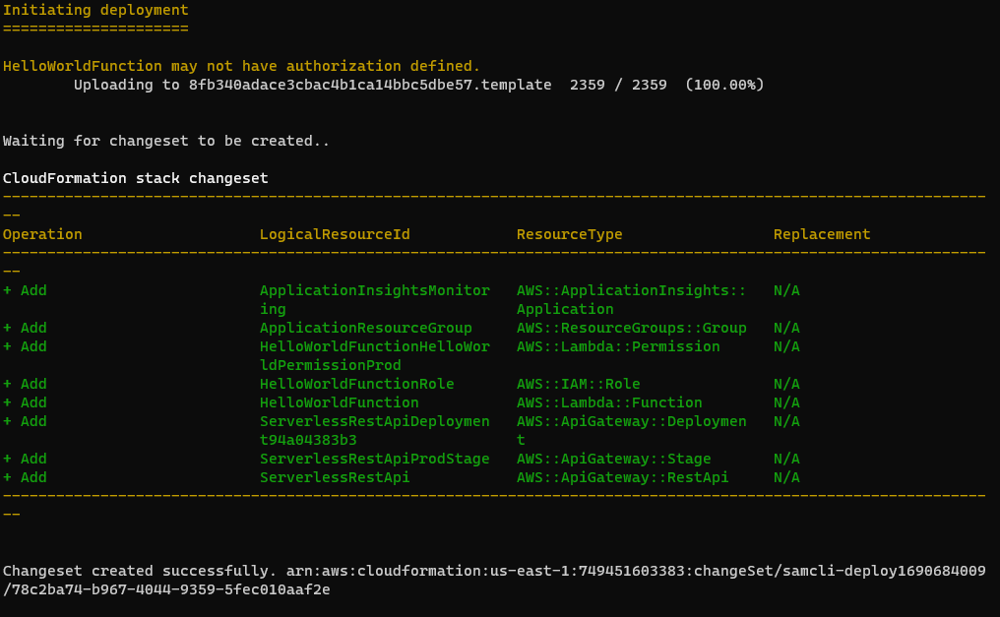 Initiating deployment
=====================
HelloWorldFunction may not have authorization defined.
Uploading to 8fb340adace3cbac4b1ca14bbc5dbe57.template  2359 / 2359  (100.00%)
Waiting for changeset to be created..
CloudFormation stack changeset
---------------------------------------------------------------------------------------------------------------
--
Operation LogicalResourceId ResourceType Replacement
---------------------------------------------------------------------------------------------------------------
--
+ Add ApplicationInsightsMonitor AWS::ApplicationInsights:: N/A
ing Application
+ Add ApplicationResourceGroup AWS::ResourceGroups::Group N/A
+ Add HelloWorldFunctionHelloWor AWS::Lambda::Permission N/A
ldPermissionProd
+ Add HelloWorldFunctionRole AWS::IAM::Role N/A
+ Add HelloWorldFunction AWS::Lambda::Function N/A
+ Add ServerlessRestApiDeploymen AWS::ApiGateway::Deploymen N/A
t94a04383b3 t
+ Add ServerlessRestApiProdStage AWS::ApiGateway::Stage N/A
+ Add ServerlessRestApi AWS::ApiGateway::RestApi N/A
---------------------------------------------------------------------------------------------------------------
--
Changeset created successfully. arn:aws:cloudformation:us-east-1:749451603383:changeSet/samcli-deploy1690684009
/78c2ba74-b967-4044-9359-5fec010aaf2e